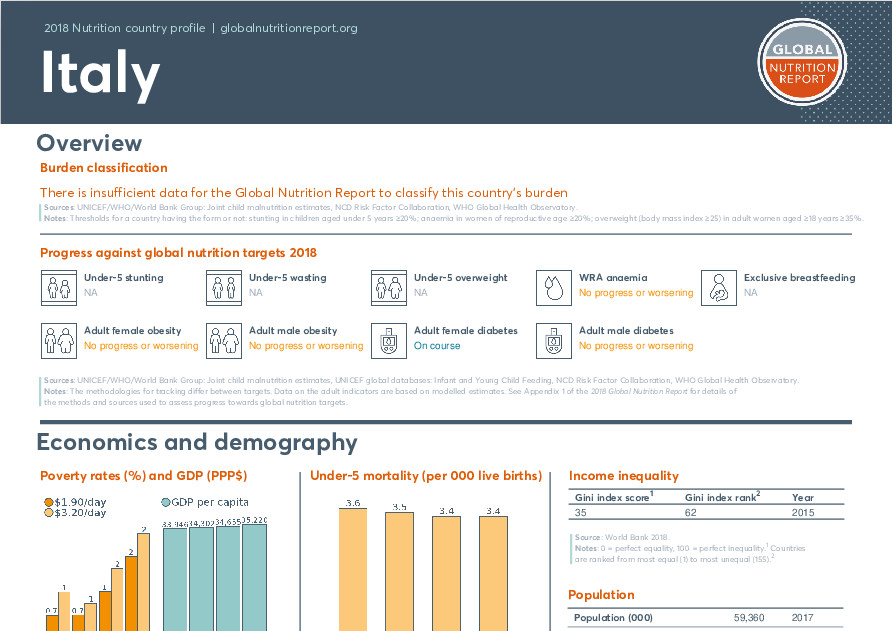 2018 Nutrition country profile | globalnutritionreport.org
Italy
GLOBAL
NUTRITION
REPORT
Overview
Burden classification
There is insufficient data for the Global Nutrition Report to classify this country's burden
Sources: UNICEF/WHO/World Bank Group: Joint child malnutrition estimates, NCD Risk Factor Collaboration, WHO Global Health Observatory.
Notes: Thresholds for a country having the form or not: stunting in children aged under 5 years ≥20%; anaemia in women of reproductive age ≥20%; overweight (body mass index ≥25) in adult women aged ≥18 years ≥35%.
Progress against global nutrition targets 2018
Under-5 stunting
NA
Under-5 wasting
NA
Under-5 overweight
NA
WRA anaemia
No progress or worsening
Exclusive breastfeeding
NA
Adult female obesity
No progress or worsening
Adult male obesity
No progress or worsening
Adult female diabetes
On course
Adult male diabetes
No progress or worsening
Sources: UNICEF/WHO/World Bank Group: Joint child malnutrition estimates, UNICEF global databases: Infant and Young Child Feeding, NCD Risk Factor Collaboration, WHO Global Health Observatory.
Notes: The methodologies for tracking differ between targets. Data on the adult indicators are based on modelled estimates. See Appendix 1 of the 2018 Global Nutrition Report for details of
the methods and sources used to assess progress towards global nutrition targets.
Economics and demography
Poverty rates (%) and GDP (PPP$)
$1.90/day
$3.20/day
GDP per capita
0.7 1 0.7 1 1 2 2 2
33,946 34,302 34,655 35,220
Under-5 mortality (per 000 live births)
3.6 3.5 3.4 3.4
Income inequality
Gini index score¹ Gini index rank² Year
35 62 2015
Source: World Bank 2018.
Notes: 0 = perfect equality, 100 = perfect inequality.¹ Countries
are ranked from most equal (1) to most unequal (155).²
Population
Population (000) 59,360 2017